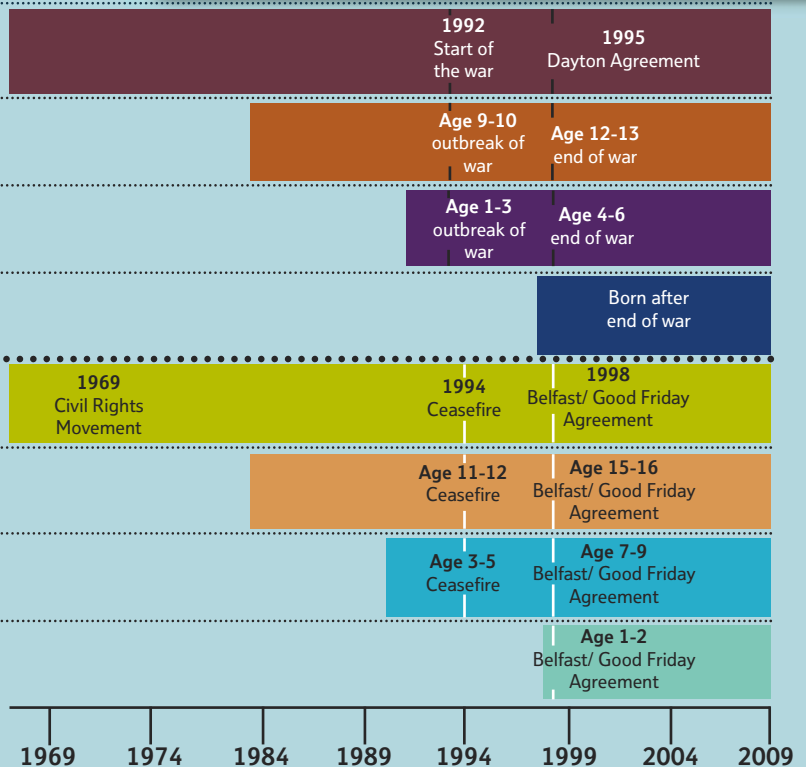 1992
Start of
the war
1995
Dayton Agreement
Age 9-10
outbreak of
war
Age 12-13
end of war
Age 1-3
outbreak of
war
Age 4-6
end of war
Born after
end of war
1969
Civil Rights
Movement
1994
Ceasefire
1998
Belfast/ Good Friday
Agreement
Age 11-12
Ceasefire
Age 15-16
Belfast/ Good Friday
Agreement
Age 3-5
Ceasefire
Age 7-9
Belfast/ Good Friday
Agreement
Age 1-2
Belfast/ Good Friday
Agreement
1969 1974 1984 1989 1994 1999 2004 2009